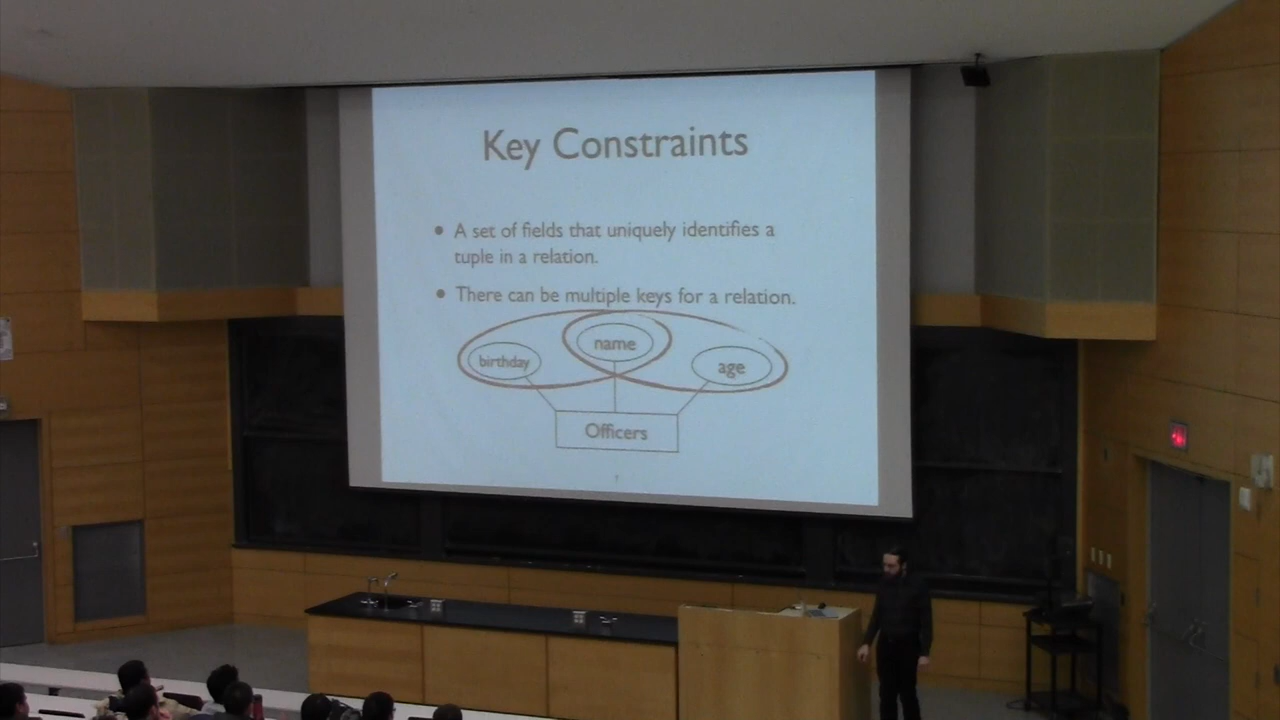 Key Constraints
• A set of fields that uniquely identifies a
tuple in a relation.
• There can be multiple keys for a relation.
name
birthday
age
Officers